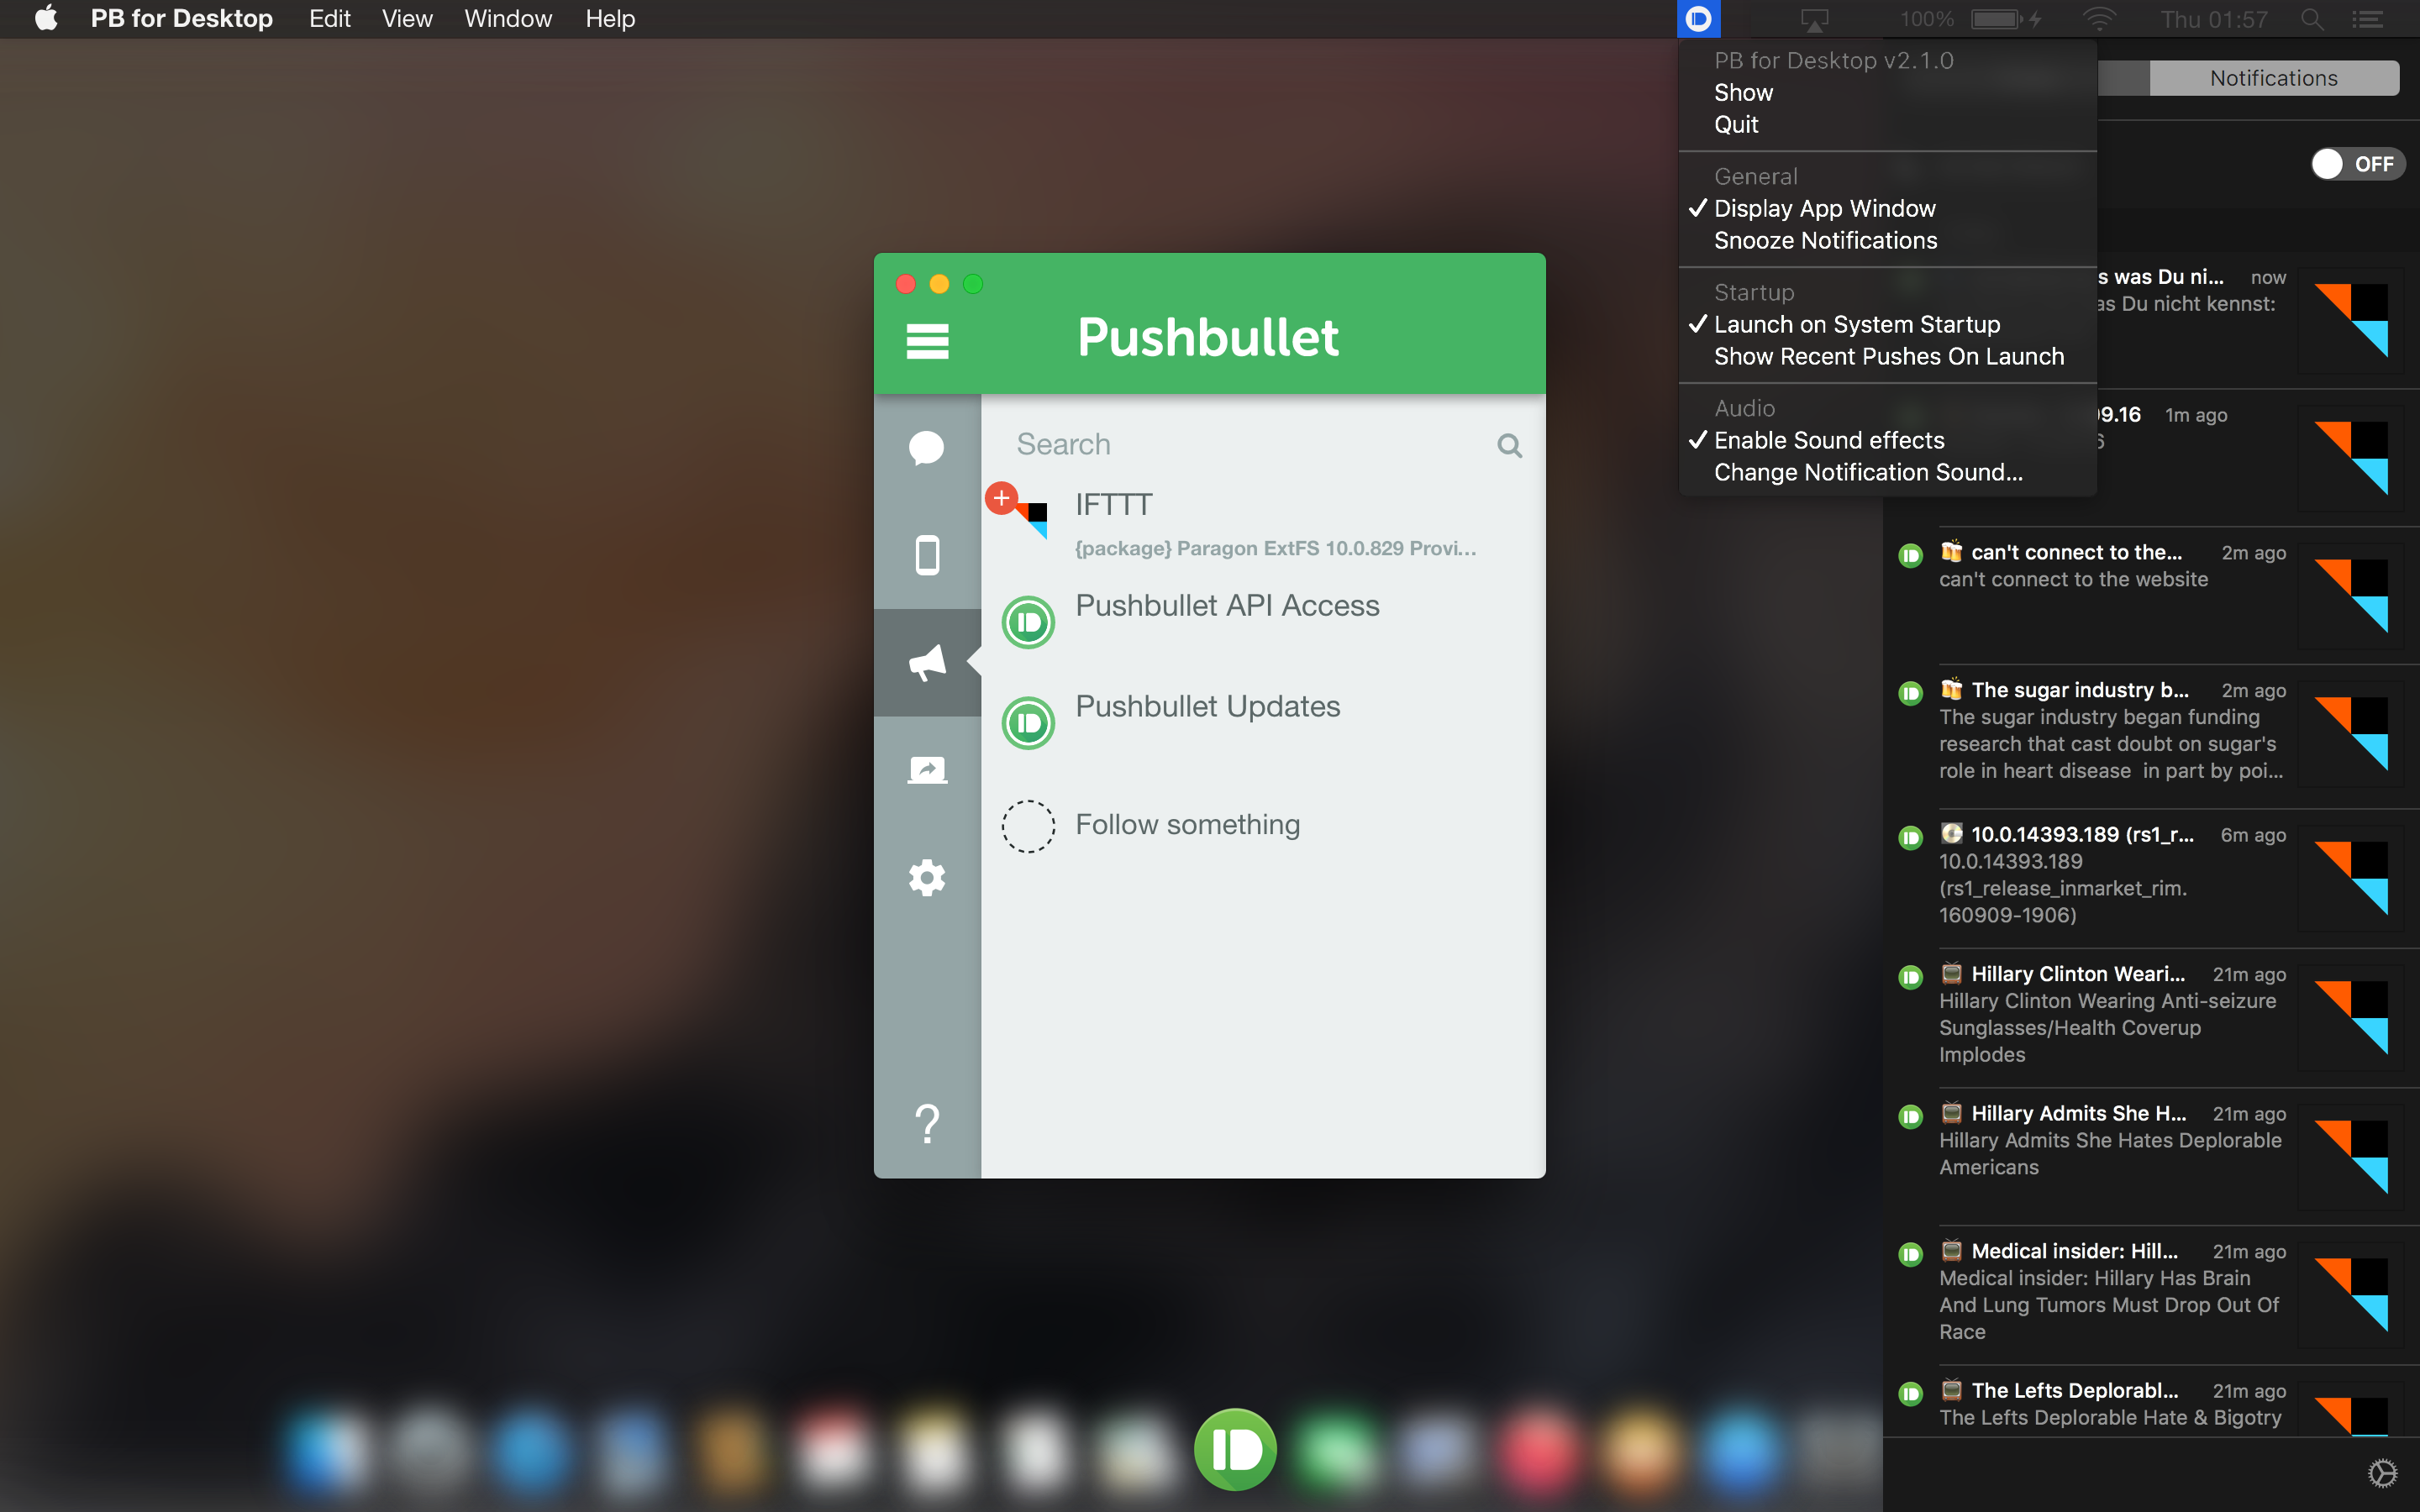 PB for Desktop Edit View Window Help
100% Thu 01:57
PB for Desktop v2.1.0
Show
Quit
General
✓ Display App Window
Snooze Notifications
Startup
✓ Launch on System Startup
Show Recent Pushes On Launch
Audio
✓ Enable Sound effects
Change Notification Sound...
Pushbullet
Search
IFTTT
{package} Paragon ExtFS 10.0.829 Provi...
Pushbullet API Access
Pushbullet Updates
Follow something
?
Notifications
OFF
s was Du ni... now
as Du nicht kennst:
09.16 1m ago
6
🍻 can't connect to the... 2m ago
can't connect to the website
🍻 The sugar industry b... 2m ago
The sugar industry began funding
research that cast doubt on sugar's
role in heart disease in part by poi...
10.0.14393.189 (rs1_r... 6m ago
10.0.14393.189
(rs1_release_inmarket_rim.
160909-1906)
📺 Hillary Clinton Weari... 21m ago
Hillary Clinton Wearing Anti-seizure
Sunglasses/Health Coverup
Implodes
📺 Hillary Admits She H... 21m ago
Hillary Admits She Hates Deplorable
Americans
📺 Medical insider: Hill... 21m ago
Medical insider: Hillary Has Brain
And Lung Tumors Must Drop Out Of
Race
📺 The Lefts Deplorabl... 21m ago
The Lefts Deplorable Hate & Bigotry